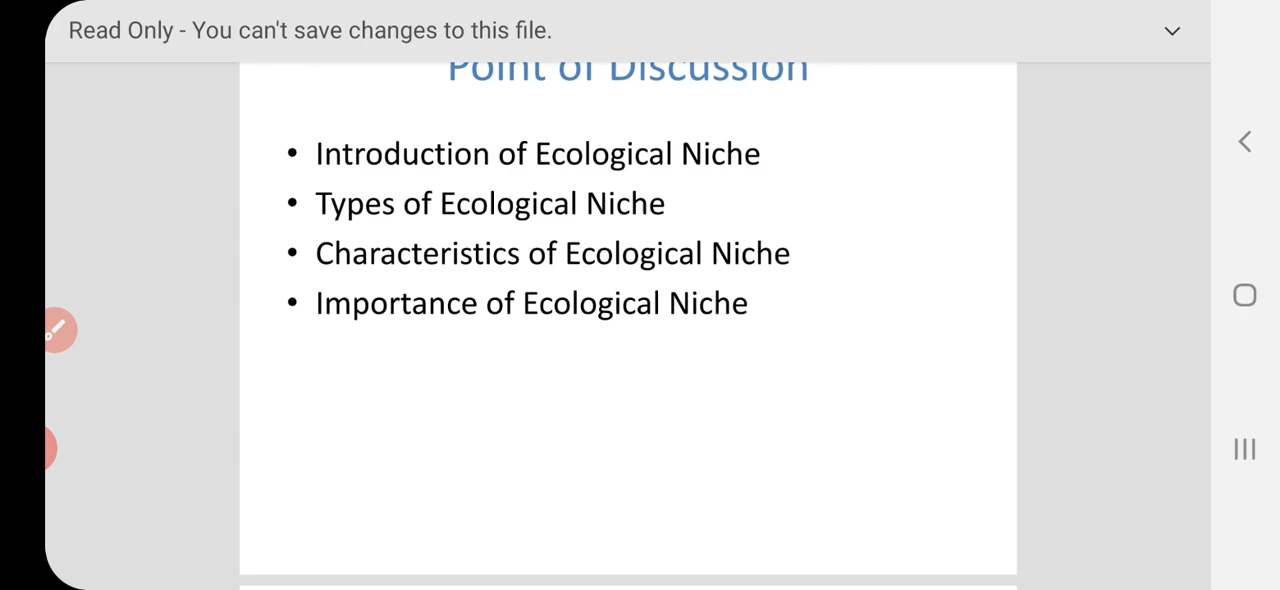 Read Only - You can't save changes to this file.
Point of Discussion
• Introduction of Ecological Niche
• Types of Ecological Niche
• Characteristics of Ecological Niche
• Importance of Ecological Niche